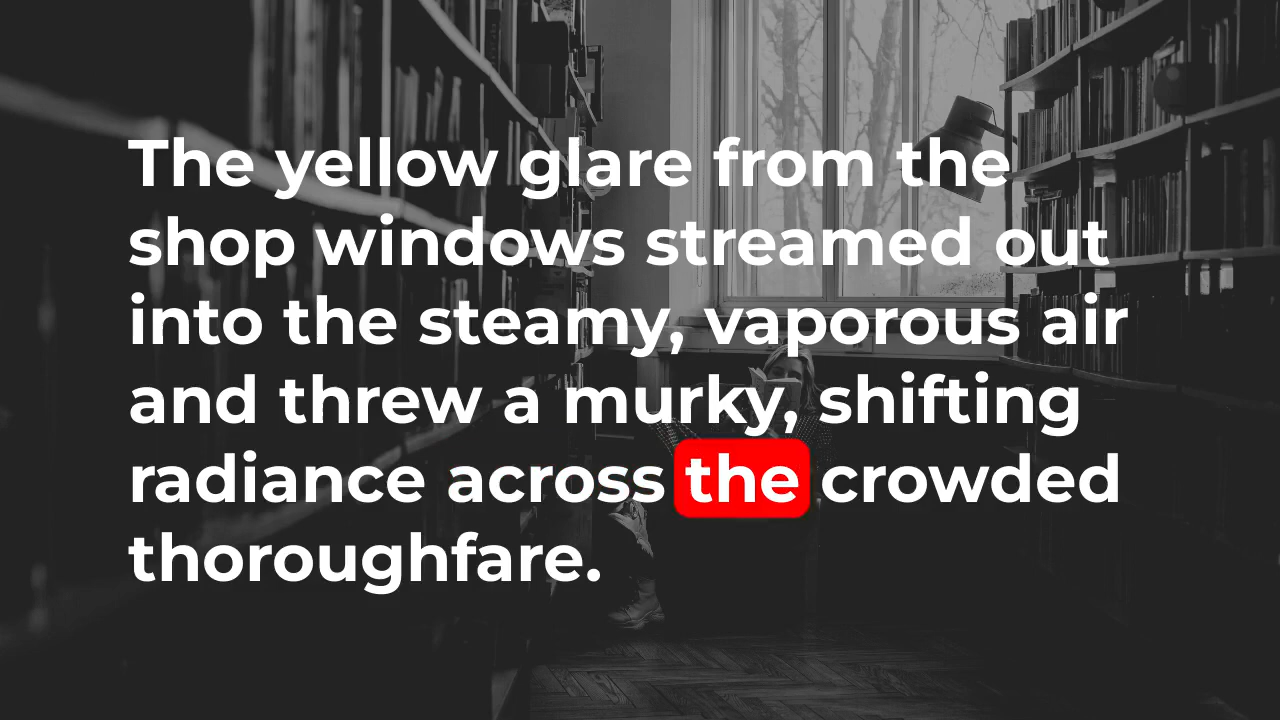 The yellow glare from the
shop windows streamed out
into the steamy, vaporous air
and threw a murky, shifting
radiance across the crowded
thoroughfare.